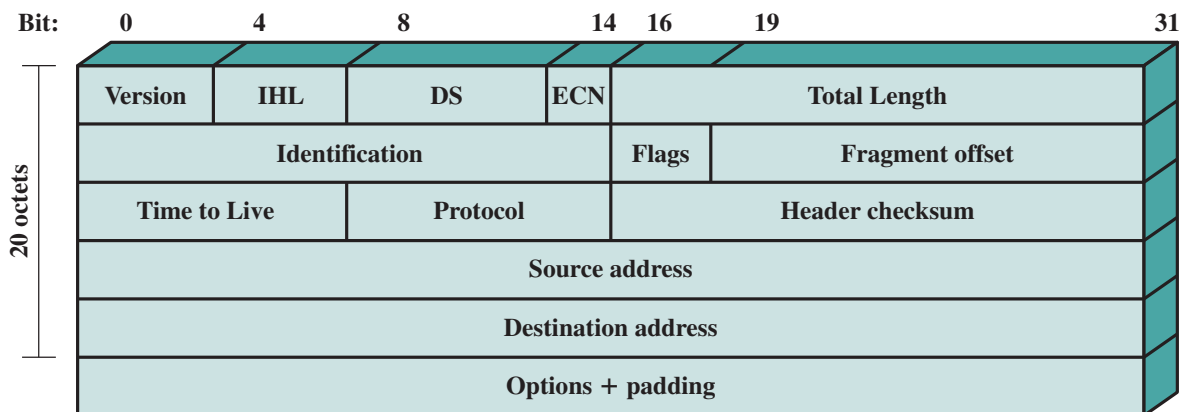 Bit: 0 4 8 14 16 19 31
Version IHL DS ECN Total Length
Identification Flags Fragment offset
Time to Live Protocol Header checksum
Source address
Destination address
Options + padding
20 octets